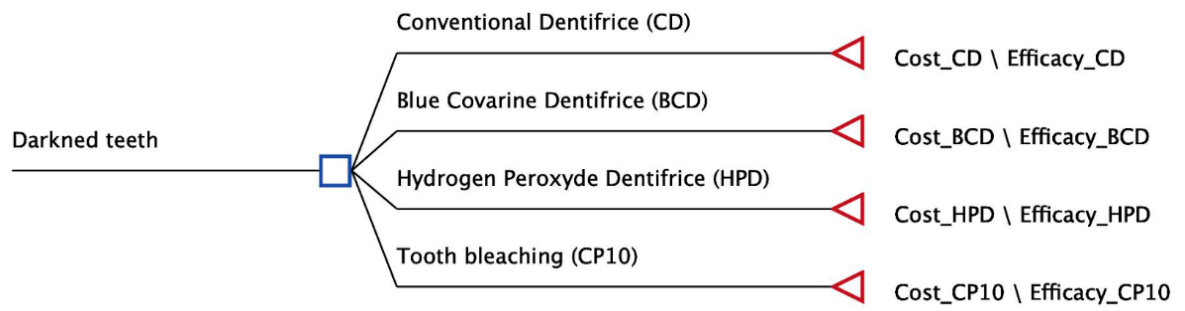 Conventional Dentifrice (CD)
Cost_CD \ Efficacy_CD
Blue Covarine Dentifrice (BCD)
Cost_BCD \ Efficacy_BCD
Darkned teeth
Hydrogen Peroxyde Dentifrice (HPD)
Cost_HPD \ Efficacy_HPD
Tooth bleaching (CP10)
Cost_CP10 \ Efficacy_CP10